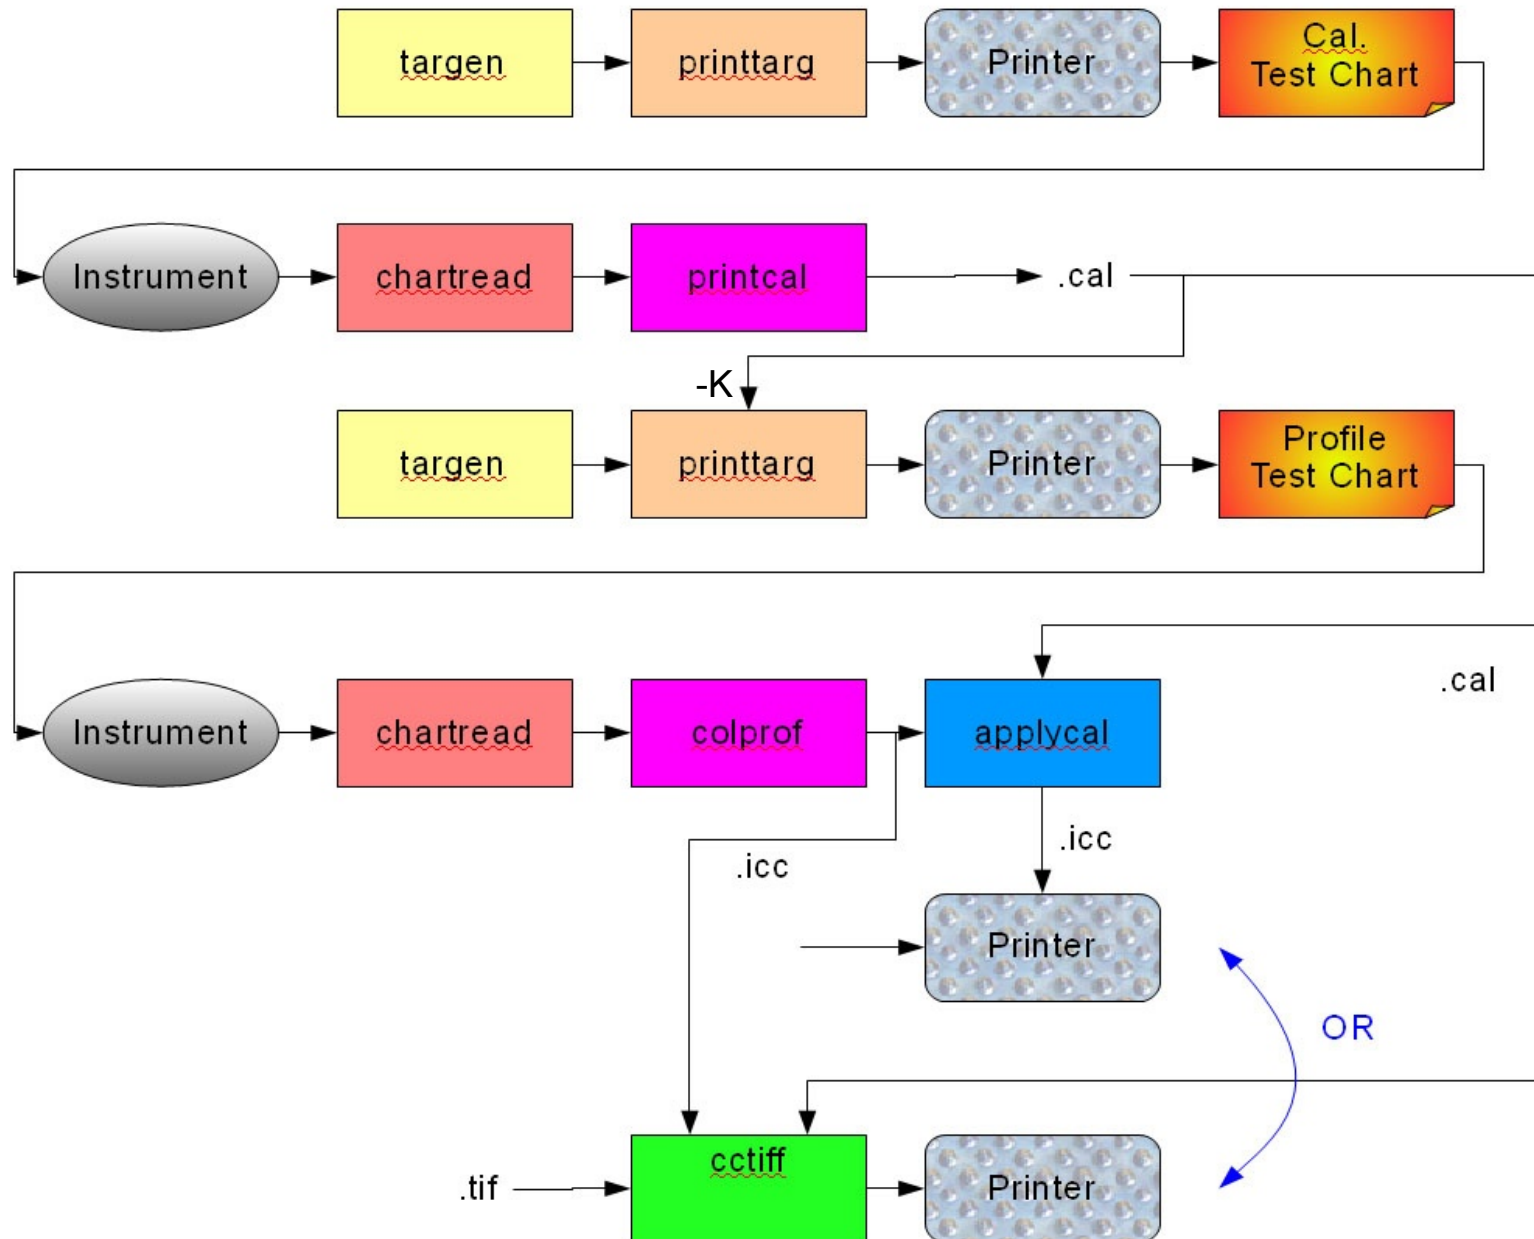 targen
printtarg
Printer
Cal.
Test Chart
Instrument
chartread
printcal
.cal
-K
targen
printtarg
Printer
Profile
Test Chart
.cal
Instrument
chartread
colprof
applycal
.icc
.icc
Printer
OR
.tif
cctiff
Printer